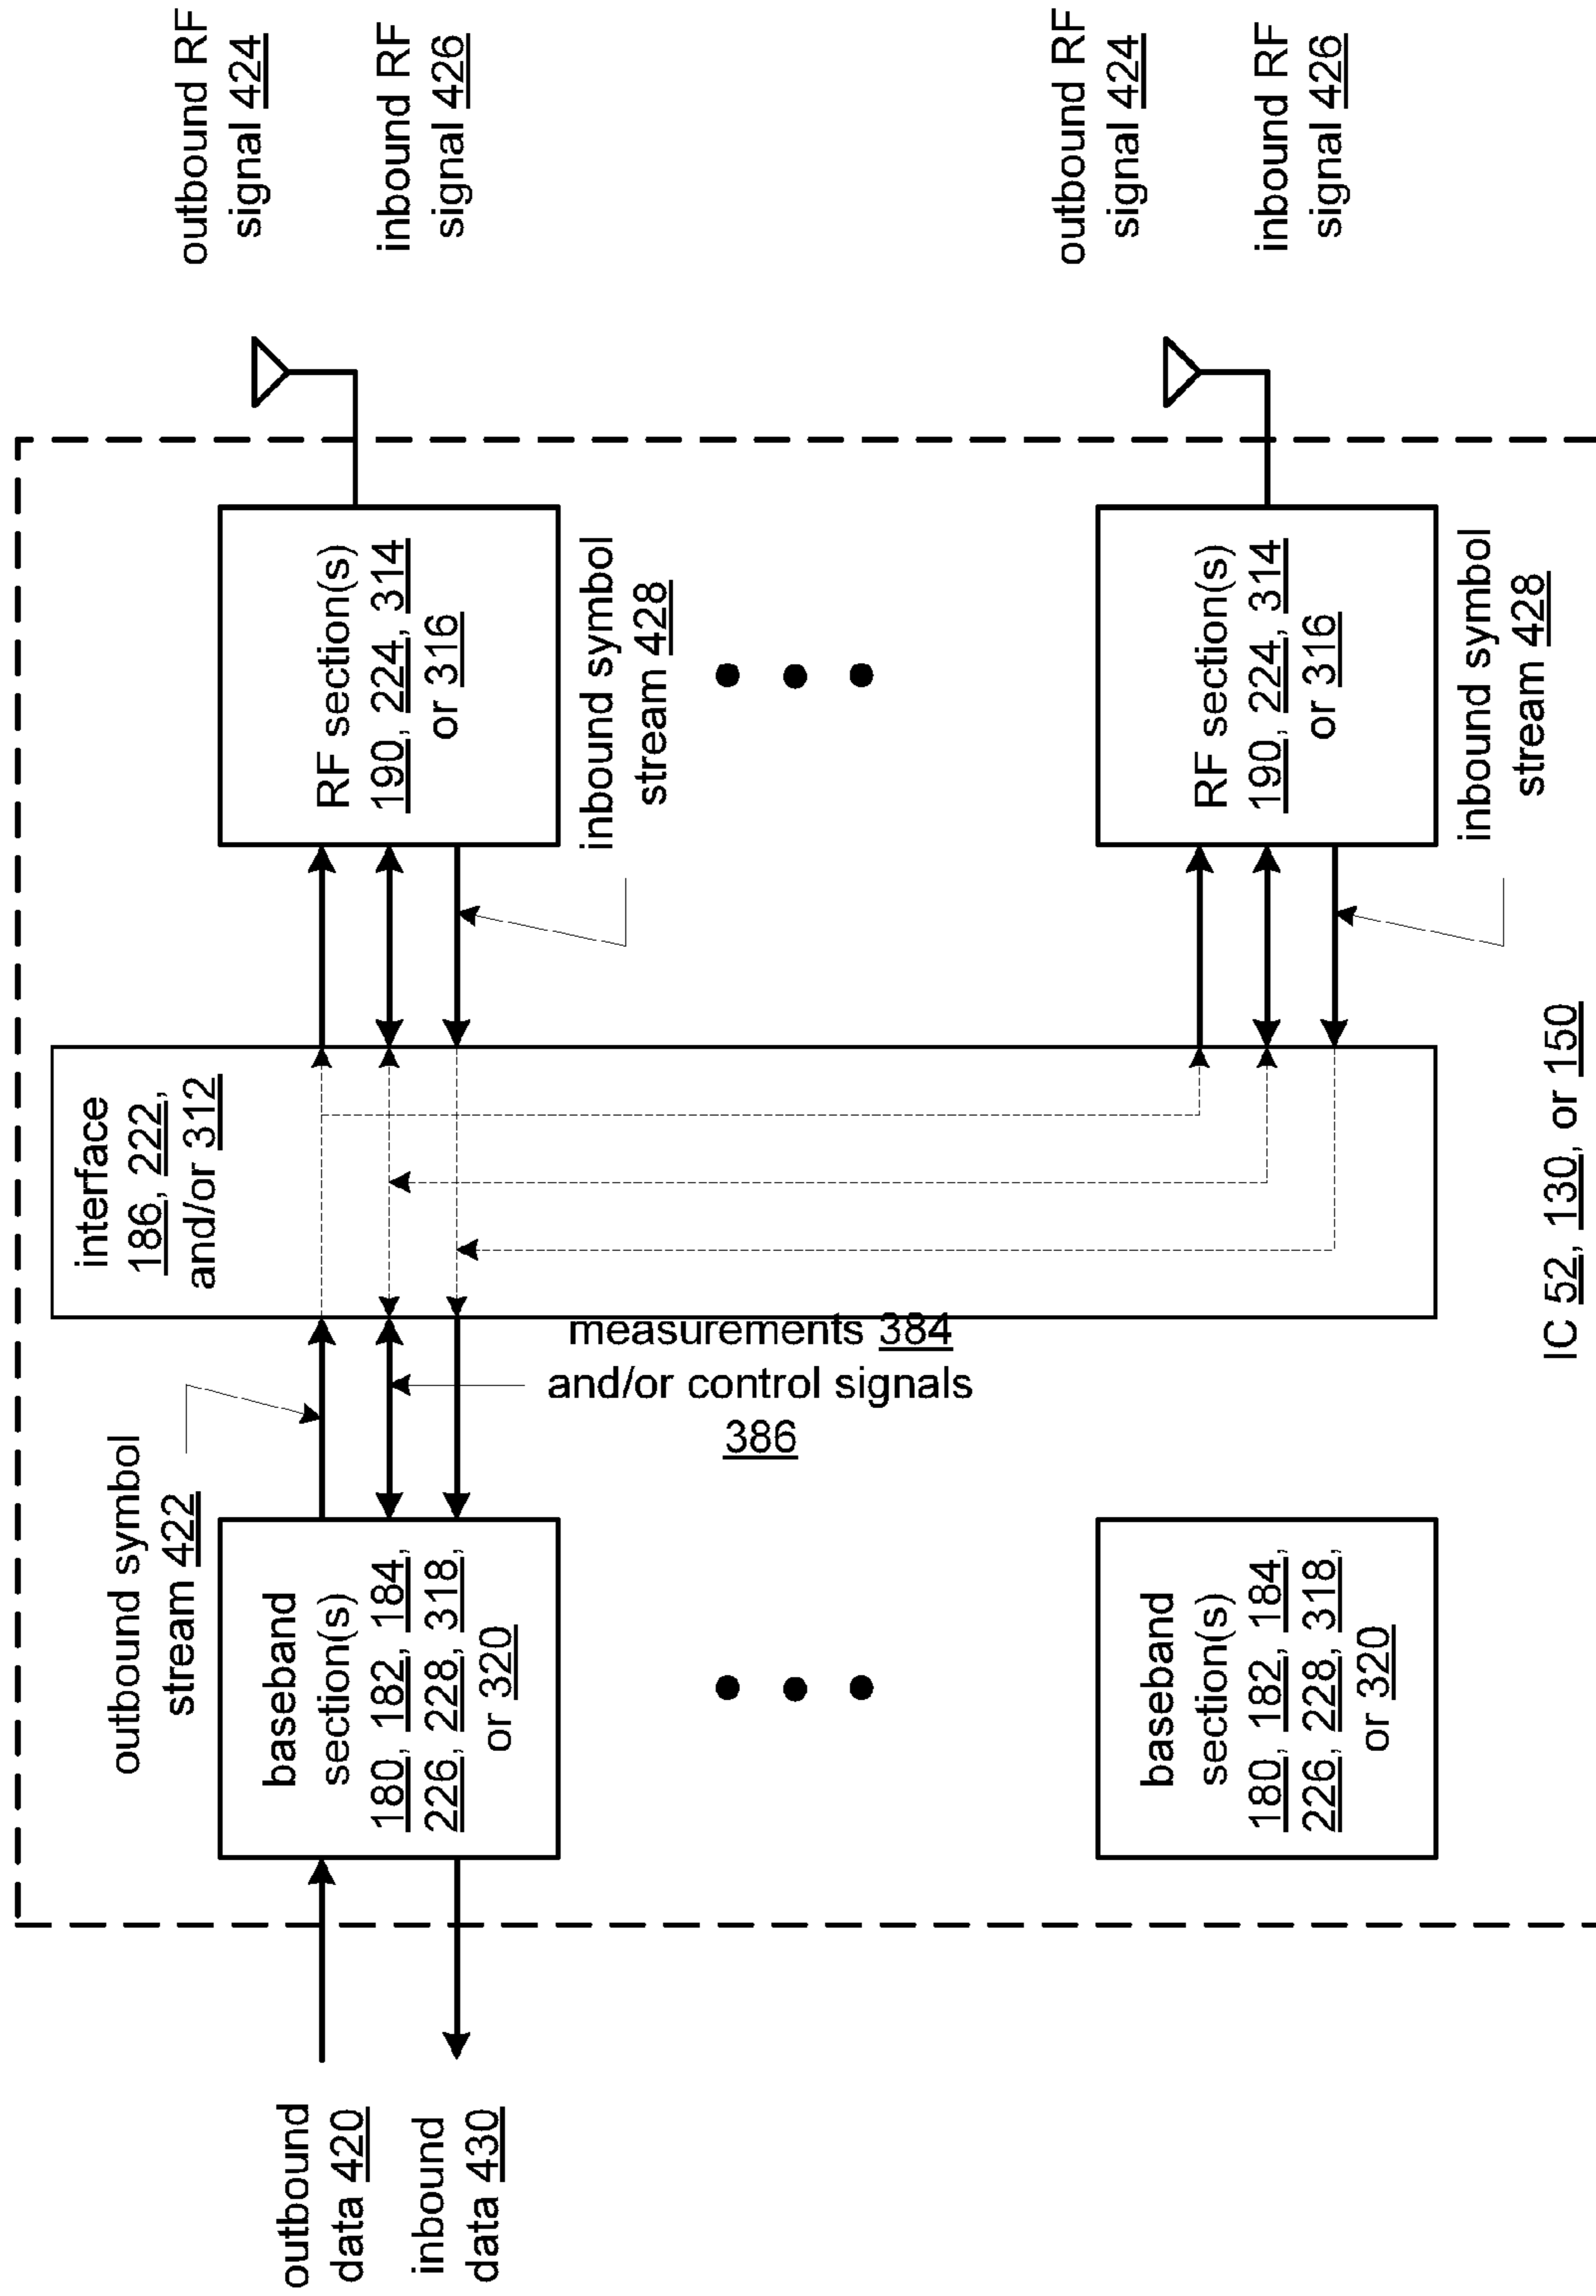 outbound
data 420
inbound
data 430
outbound symbol
stream 422
baseband
section(s)
180, 182, 184,
226, 228, 318,
or 320
baseband
section(s)
180, 182, 184,
226, 228, 318,
or 320
measurements 384
and/or control signals
386
interface
186, 222,
and/or 312
RF section(s)
190, 224, 314
or 316
inbound symbol
stream 428
RF section(s)
190, 224, 314
or 316
inbound symbol
stream 428
outbound RF
signal 424
inbound RF
signal 426
outbound RF
signal 424
inbound RF
signal 426
IC 52, 130, or 150